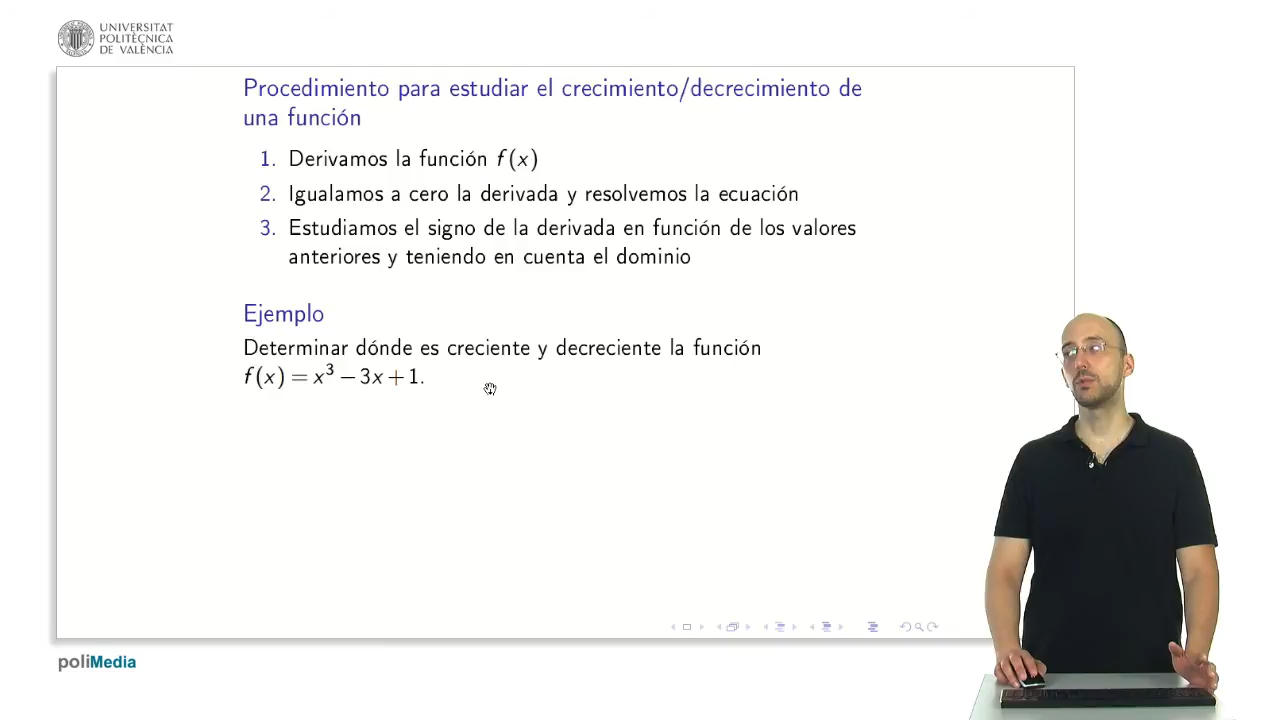 UNIVERSITAT
POLITÈCNICA
DE VALÈNCIA
Procedimiento para estudiar el crecimiento/decrecimiento de
una función
1. Derivamos la función f(x)
2. Igualamos a cero la derivada y resolvemos la ecuación
3. Estudiamos el signo de la derivada en función de los valores
anteriores y teniendo en cuenta el dominio
Ejemplo
Determinar dónde es creciente y decreciente la función
f(x) = x³ − 3x + 1.
poliMedia